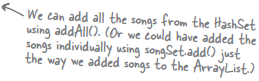 We can add all the songs from the HashSet
using addAll(). (Or we could have added the
songs individually using songSet.add() just
the way we added songs to the ArrayList.)